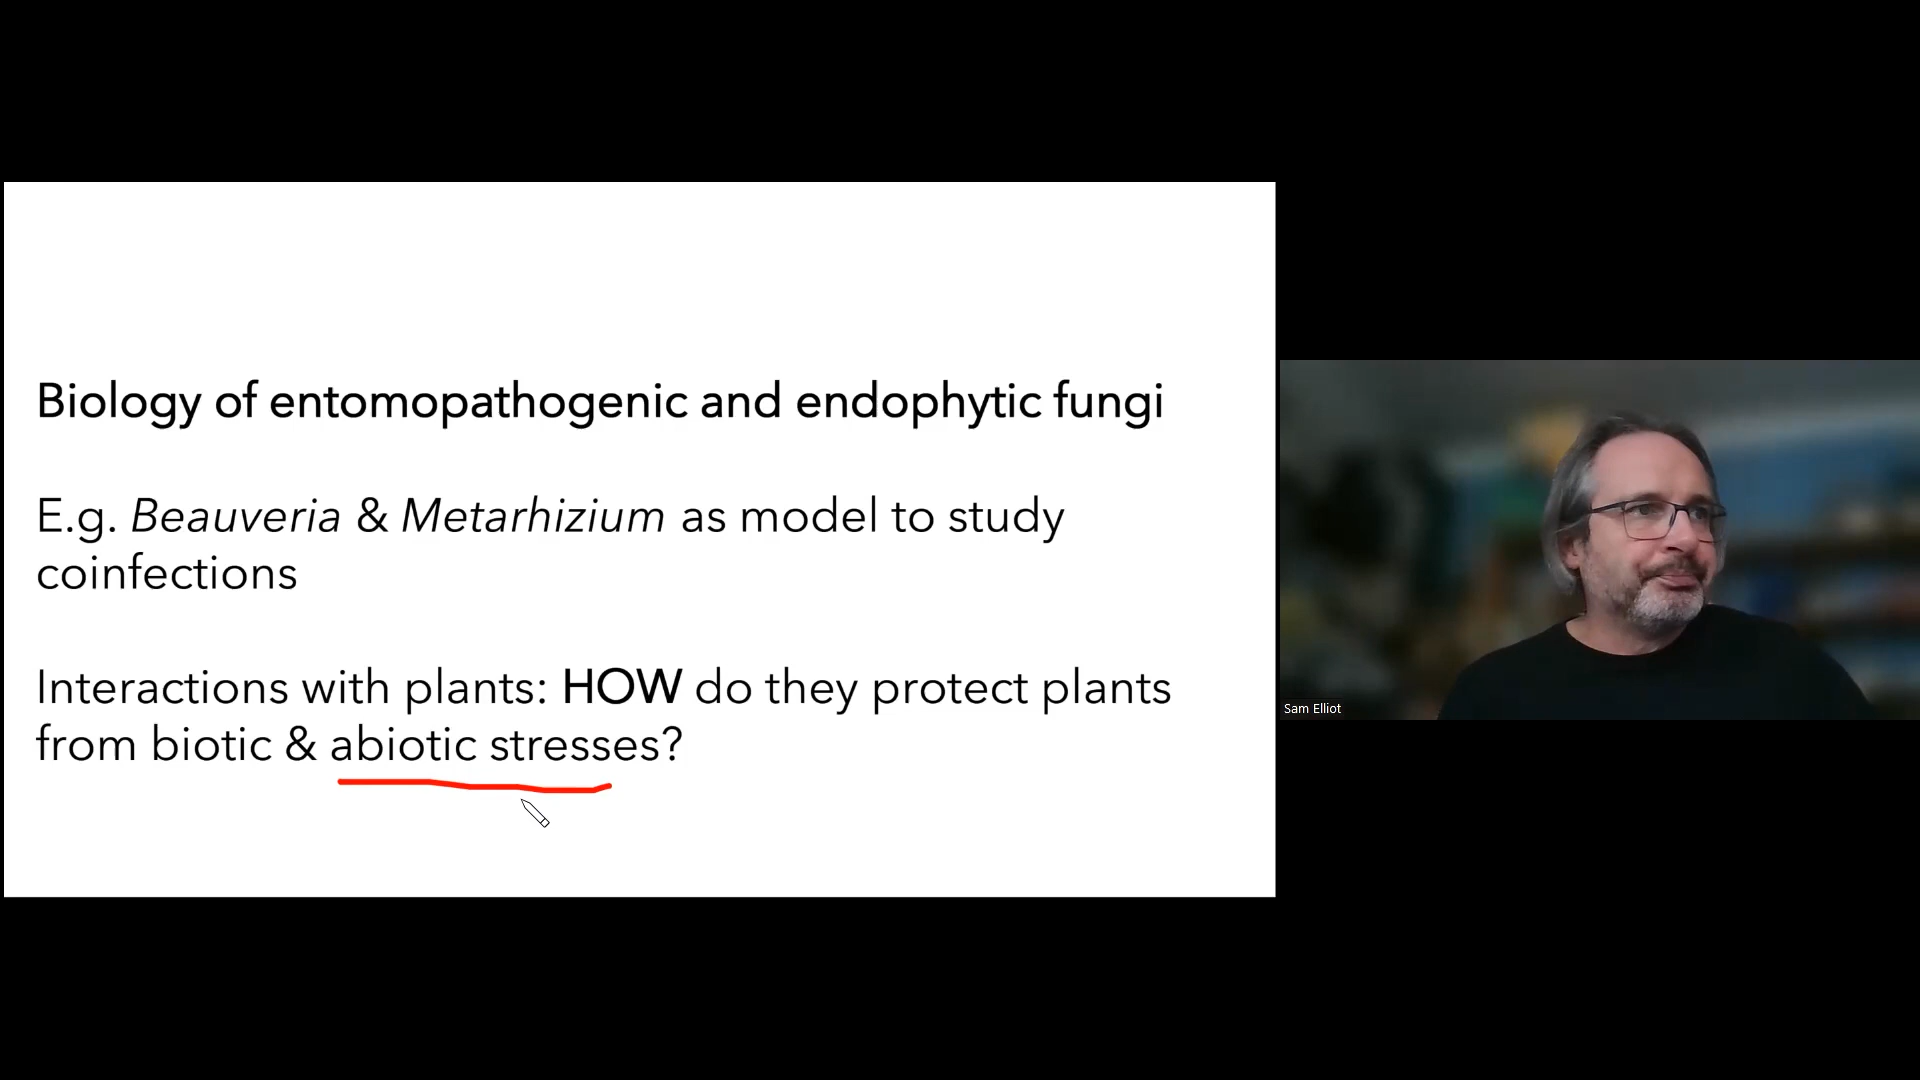 Biology of entomopathogenic and endophytic fungi
E.g. Beauveria & Metarhizium as model to study
coinfections
Interactions with plants: HOW do they protect plants
from biotic & abiotic stresses?
Sam Elliot